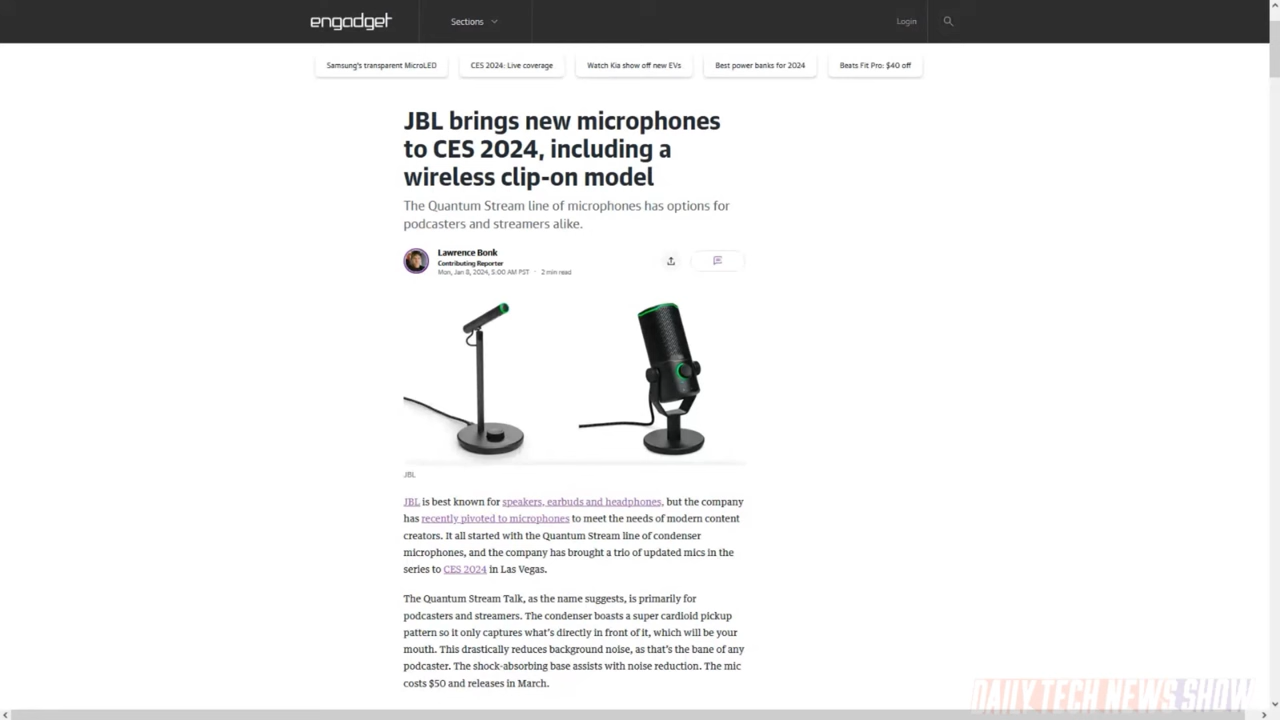 engadget
Sections
Login
Samsung's transparent MicroLED
CES 2024: Live coverage
Watch Kia show off new EVs
Best power banks for 2024
Beats Fit Pro: $40 off
JBL brings new microphones
to CES 2024, including a
wireless clip-on model
The Quantum Stream line of microphones has options for
podcasters and streamers alike.
Lawrence Bonk
Contributing Reporter
Mon, Jan 8, 2024, 5:00 AM PST · 2 min read
JBL
JBL is best known for speakers, earbuds and headphones, but the company
has recently pivoted to microphones to meet the needs of modern content
creators. It all started with the Quantum Stream line of condenser
microphones, and the company has brought a trio of updated mics in the
series to CES 2024 in Las Vegas.
The Quantum Stream Talk, as the name suggests, is primarily for
podcasters and streamers. The condenser boasts a super cardioid pickup
pattern so it only captures what's directly in front of it, which will be your
mouth. This drastically reduces background noise, as that's the bane of any
podcaster. The shock-absorbing base assists with noise reduction. The mic
costs $50 and releases in March.
DAILY TECH NEWS SHOW